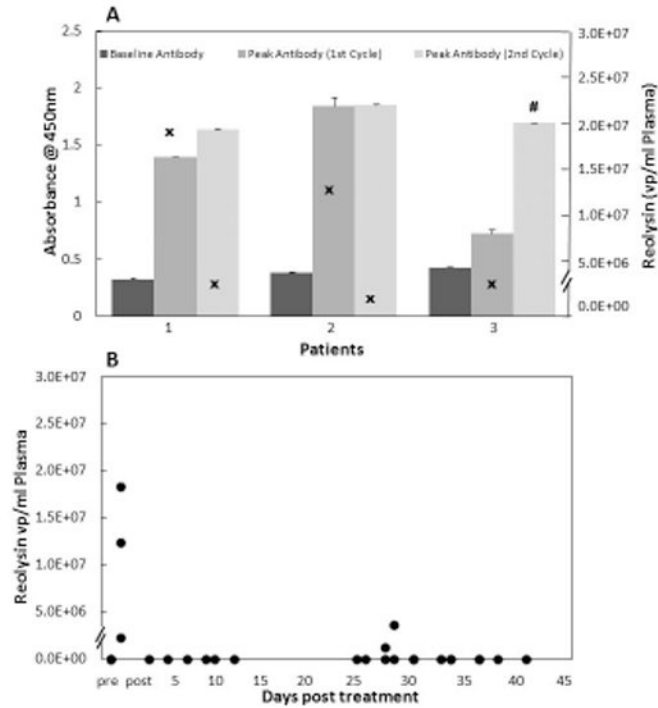 A
2.5
2
1.5
1
0.5
0
Absorbance @ 450nm
Baseline Antibody Peak Antibody (1st Cycle) Peak Antibody (2nd Cycle)
#
3.0E+07
2.5E+07
2.0E+07
1.5E+07
1.0E+07
5.0E+06
0.0E+00
Reolysin (vp/ml Plasma)
1 2 3
Patients
B
3.0E+07
2.5E+07
2.0E+07
1.5E+07
1.0E+07
5.0E+06
0.0E+00
Reolysin vp/ml Plasma
pre post 5 10 15 20 25 30 35 40 45
Days post treatment